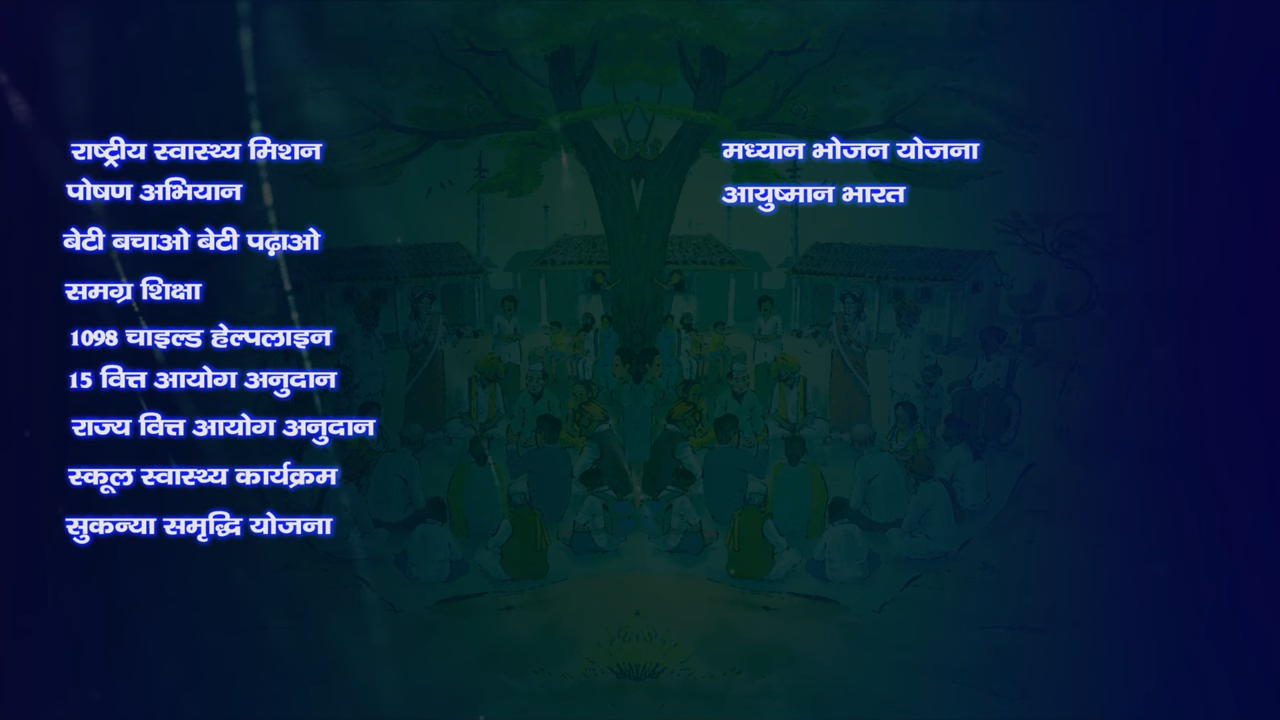 राष्ट्रीय स्वास्थ्य मिशन
पोषण अभियान
बेटी बचाओ बेटी पढ़ाओ
समग्र शिक्षा
1098 चाइल्ड हेल्पलाइन
15 वित्त आयोग अनुदान
राज्य वित्त आयोग अनुदान
स्कूल स्वास्थ्य कार्यक्रम
सुकन्या समृद्धि योजना
मध्यान भोजन योजना
आयुष्मान भारत